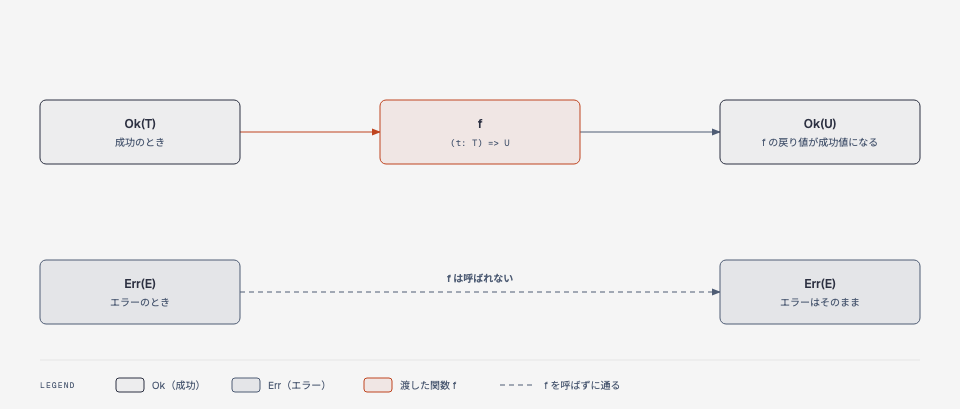 Ok(T)
成功のとき
f
(t: T) => U
Ok(U)
f の戻り値が成功値になる
Err(E)
エラーのとき
f は呼ばれない
Err(E)
エラーはそのまま
LEGEND
Ok（成功）
Err（エラー）
渡した関数 f
f を呼ばずに通る